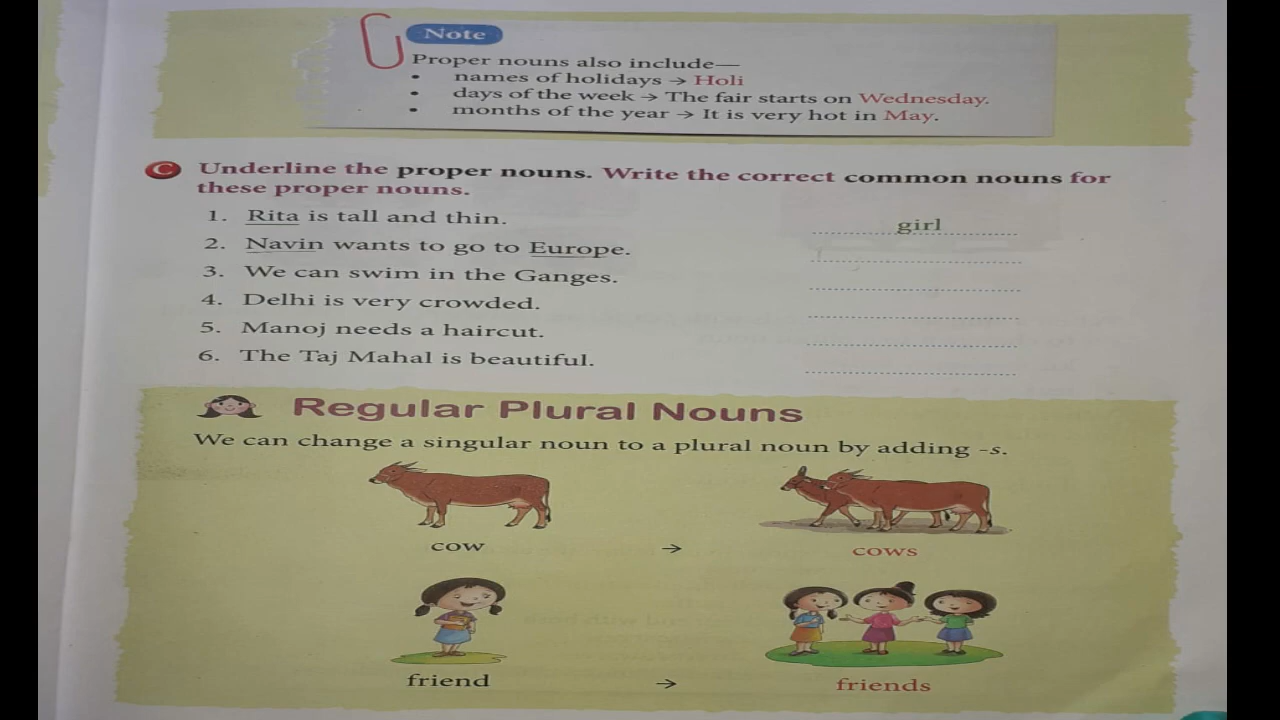 Note
Proper nouns also include—
• names of holidays → Holi
• days of the week → The fair starts on Wednesday.
• months of the year → It is very hot in May.
C Underline the proper nouns. Write the correct common nouns for
these proper nouns.
1. Rita is tall and thin. girl
2. Navin wants to go to Europe.
3. We can swim in the Ganges.
4. Delhi is very crowded.
5. Manoj needs a haircut.
6. The Taj Mahal is beautiful.
Regular Plural Nouns
We can change a singular noun to a plural noun by adding -s.
cow → cows
friend → friends